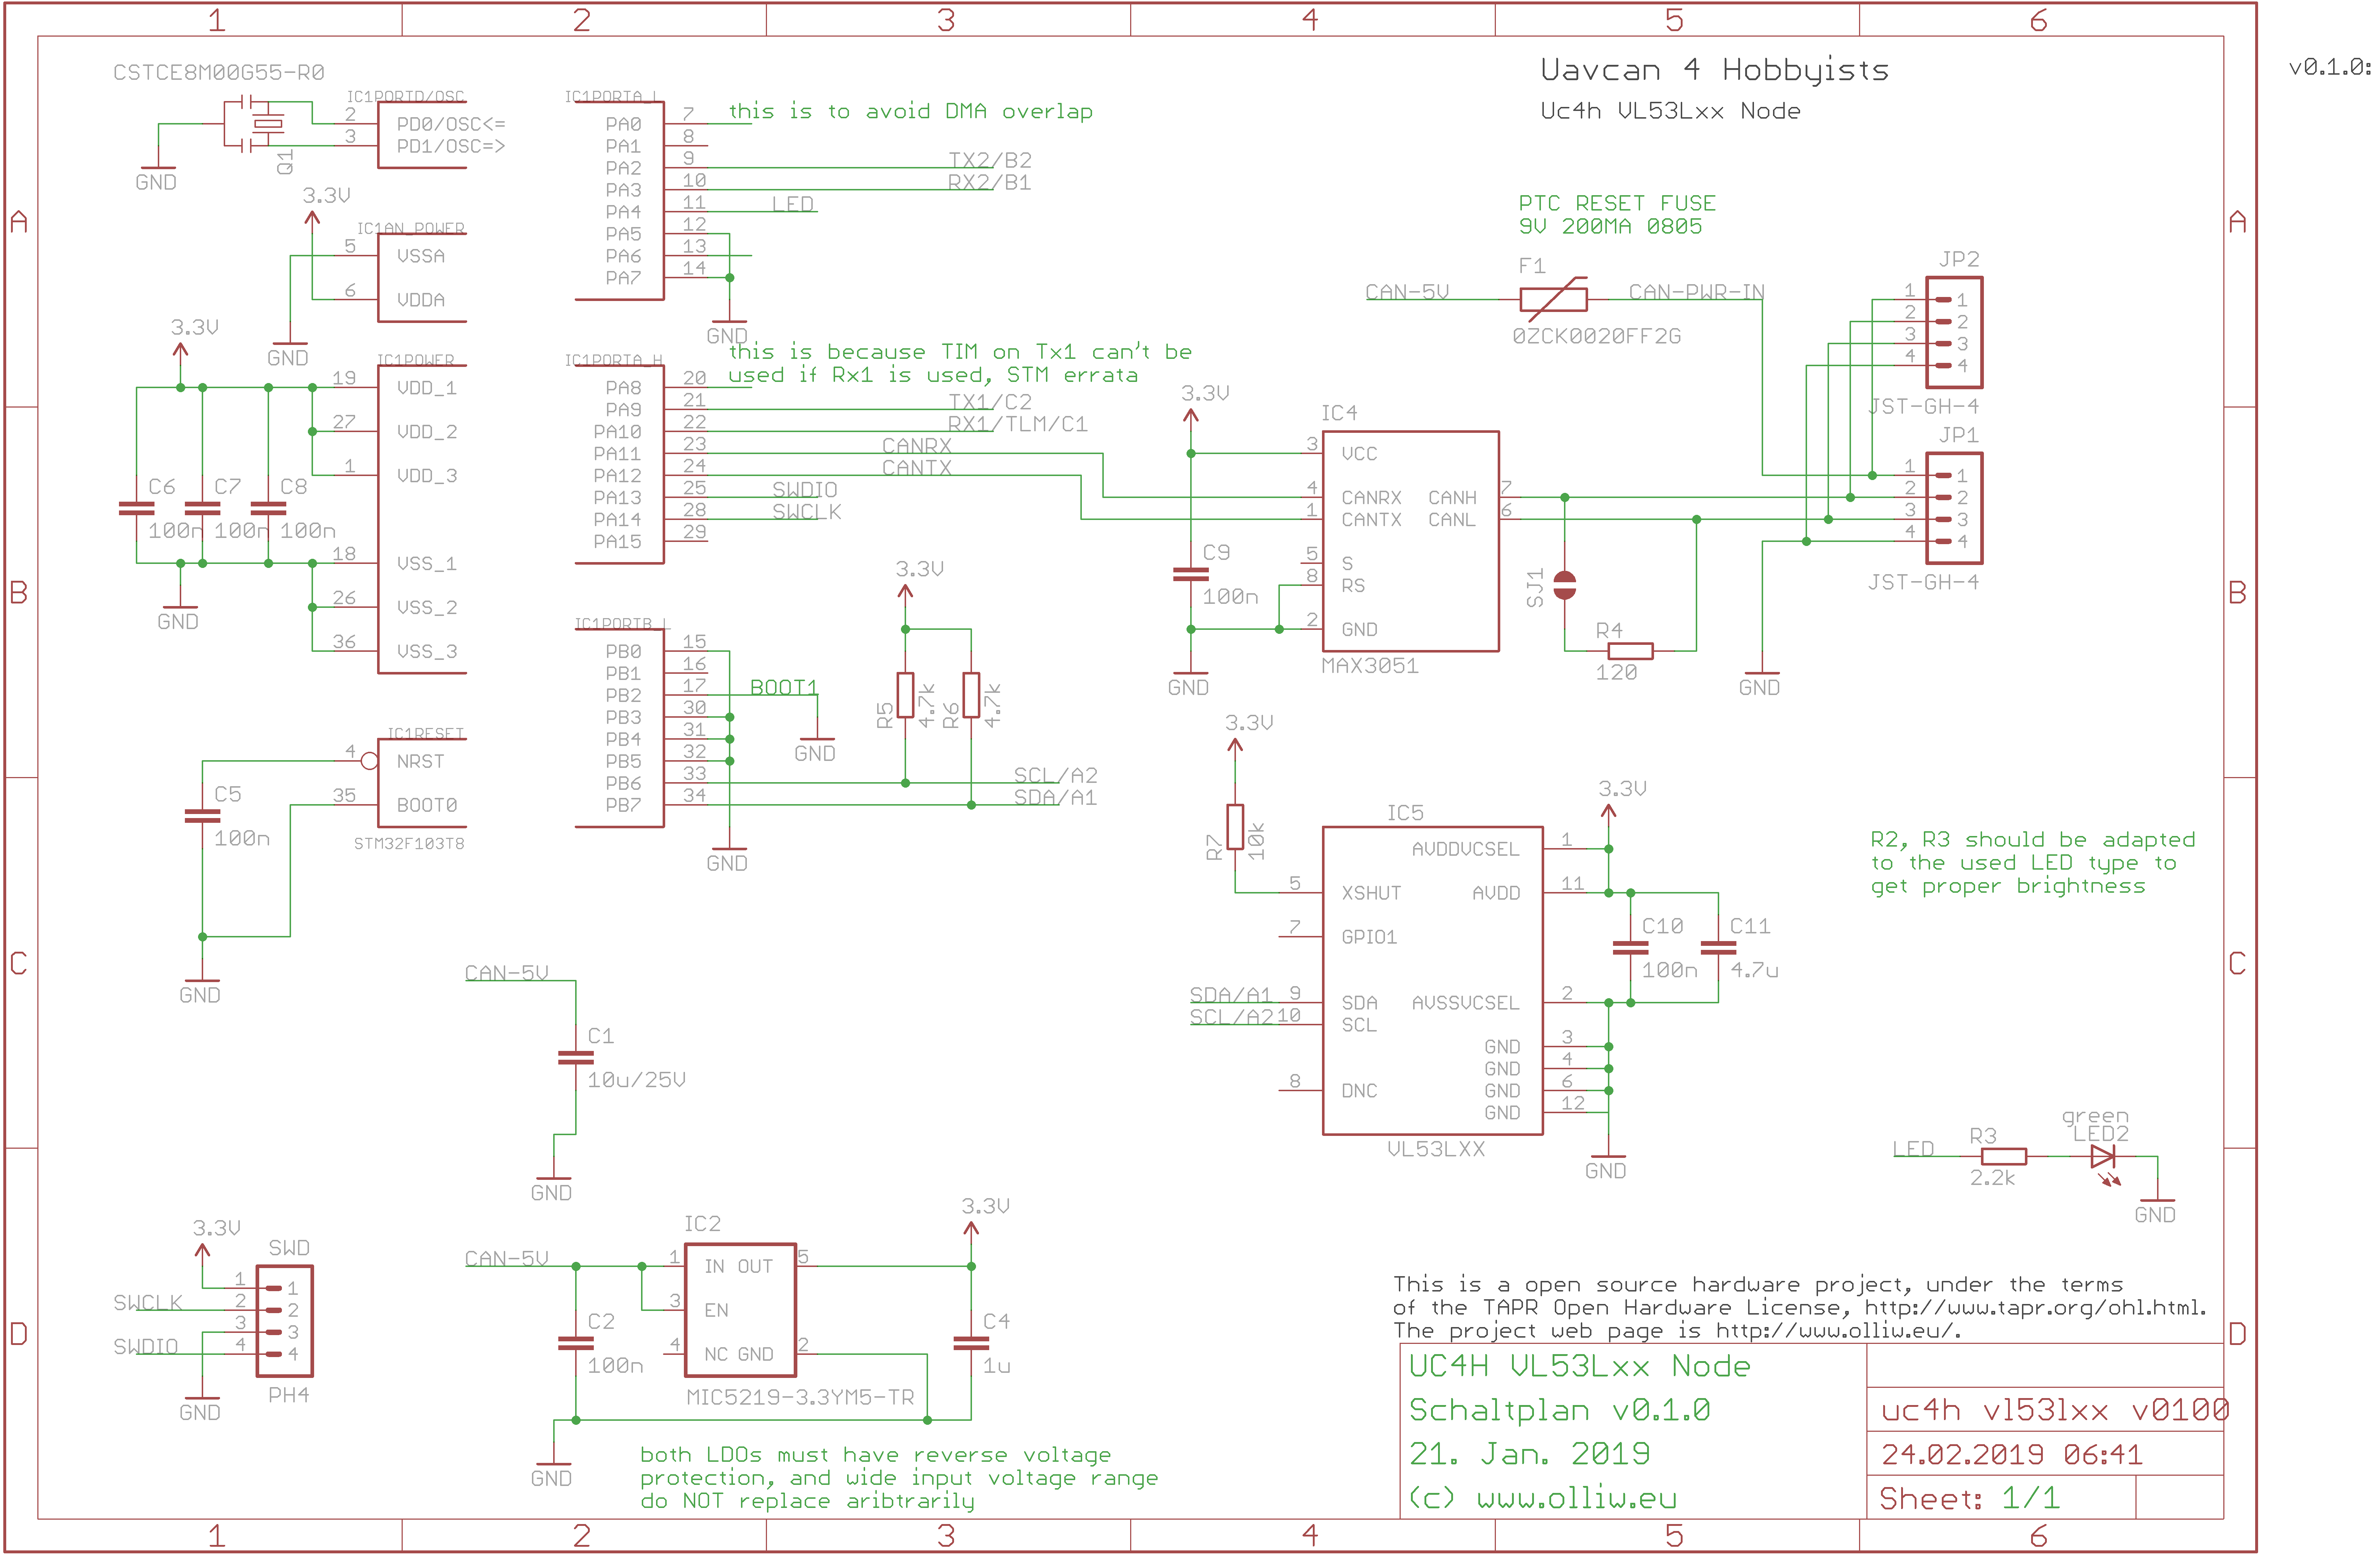 1 2 3 4 5 6
Uavcan 4 Hobbyists
Uc4h VL53Lxx Node
v0.1.0:
CSTCE8M00G55-R0
Q1
GND
IC1PORTD/OSC
2 PD0/OSC<=
3 PD1/OSC=>
3.3V
IC1AN_POWER
5 VSSA
6 VDDA
GND
3.3V
IC1POWER
19 VDD_1
27 VDD_2
1 VDD_3
18 VSS_1
26 VSS_2
36 VSS_3
C6 C7 C8
100n 100n 100n
GND
IC1RESET
4 NRST
35 BOOT0
STM32F103T8
C5
100n
GND
IC1PORTA_L
PA0 7
PA1 8
PA2 9
PA3 10
PA4 11
PA5 12
PA6 13
PA7 14
this is to avoid DMA overlap
TX2/B2
RX2/B1
LED
GND
this is because TIM on Tx1 can't be
used if Rx1 is used, STM errata
IC1PORTA_H
PA8 20
PA9 21
PA10 22
PA11 23
PA12 24
PA13 25
PA14 28
PA15 29
TX1/C2
RX1/TLM/C1
CANRX
CANTX
SWDIO
SWCLK
IC1PORTB_L
PB0 15
PB1 16
PB2 17
PB3 30
PB4 31
PB5 32
PB6 33
PB7 34
BOOT1
GND
GND
3.3V
R5
4.7k
R6
4.7k
SCL/A2
SDA/A1
PTC RESET FUSE
9V 200MA 0805
F1
CAN-5V
CAN-PWR-IN
0ZCK0020FF2G
JP2
1 1
2 2
3 3
4 4
JST-GH-4
JP1
1 1
2 2
3 3
4 4
JST-GH-4
GND
3.3V
C9
100n
GND
IC4
3 VCC
4 CANRX CANH 7
1 CANTX CANL 6
5 S
8 RS
2 GND
MAX3051
SJ1
R4
120
3.3V
R7
10k
IC5
AVDDVCSEL 1
5 XSHUT AVDD 11
7 GPIO1
9 SDA AVSSVCSEL 2
10 SCL
GND 3
GND 4
8 DNC GND 6
GND 12
VL53LXX
SDA/A1
SCL/A2
3.3V
C10
100n
C11
4.7u
GND
R2, R3 should be adapted
to the used LED type to
get proper brightness
LED
R3
2.2k
green
LED2
GND
CAN-5V
C1
10u/25V
GND
3.3V
SWD
1 1
2 2
3 3
4 4
PH4
SWCLK
SWDIO
GND
CAN-5V
IC2
1 IN OUT 5
3 EN
4 NC GND 2
MIC5219-3.3YM5-TR
C2
100n
3.3V
C4
1u
GND
both LDOs must have reverse voltage
protection, and wide input voltage range
do NOT replace aribtrarily
This is a open source hardware project, under the terms
of the TAPR Open Hardware License, http://www.tapr.org/ohl.html.
The project web page is http://www.olliw.eu/.
UC4H VL53Lxx Node
Schaltplan v0.1.0
21. Jan. 2019
(c) www.olliw.eu
uc4h vl53lxx v0100
24.02.2019 06:41
Sheet: 1/1
A A
B B
C C
D D
1 2 3 4 5 6